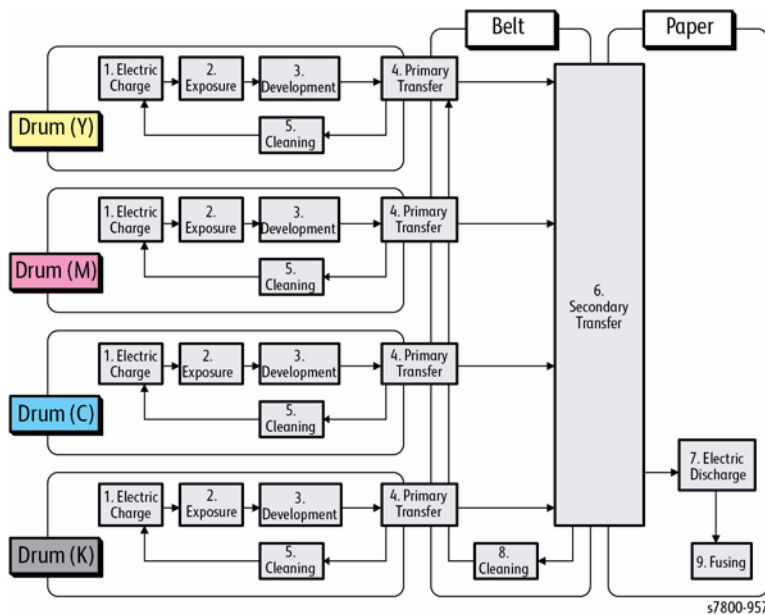 Belt
Paper
1. Electric
Charge
2.
Exposure
3.
Development
4. Primary
Transfer
5.
Cleaning
Drum (Y)
1. Electric
Charge
2.
Exposure
3.
Development
4. Primary
Transfer
5.
Cleaning
Drum (M)
6.
Secondary
Transfer
1. Electric
Charge
2.
Exposure
3.
Development
4. Primary
Transfer
5.
Cleaning
Drum (C)
7. Electric
Discharge
1. Electric
Charge
2.
Exposure
3.
Development
4. Primary
Transfer
5.
Cleaning
Drum (K)
8.
Cleaning
9. Fusing
s7800-957